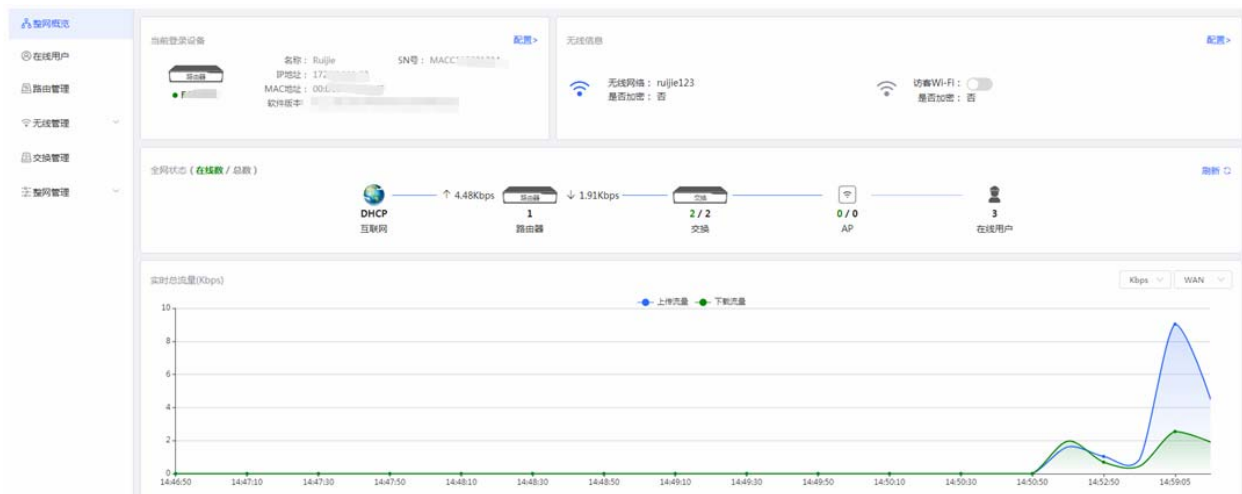 整网概览
在线用户
路由管理
无线管理
交换管理
整网管理
当前登录设备
配置>
路由器
名称： Ruijie
SN号： MACC
IP地址： 17
MAC地址： 00:
软件版本:
无线信息
配置>
无线网络： ruijie123
是否加密： 否
访客WI-FI：
是否加密： 否
全网状态 ( 在线数 / 总数 )
刷新
DHCP
互联网
↑ 4.48Kbps
路由器
1
路由器
↓ 1.91Kbps
交换
2 / 2
交换
0 / 0
AP
3
在线用户
实时总流量(Kbps)
Kbps
WAN
上传流量
下载流量
10
8
6
4
2
0
14:46:50 14:47:10 14:47:30 14:47:50 14:48:10 14:48:30 14:48:50 14:49:10 14:49:30 14:49:50 14:50:10 14:50:30 14:50:50 14:52:50 14:59:05